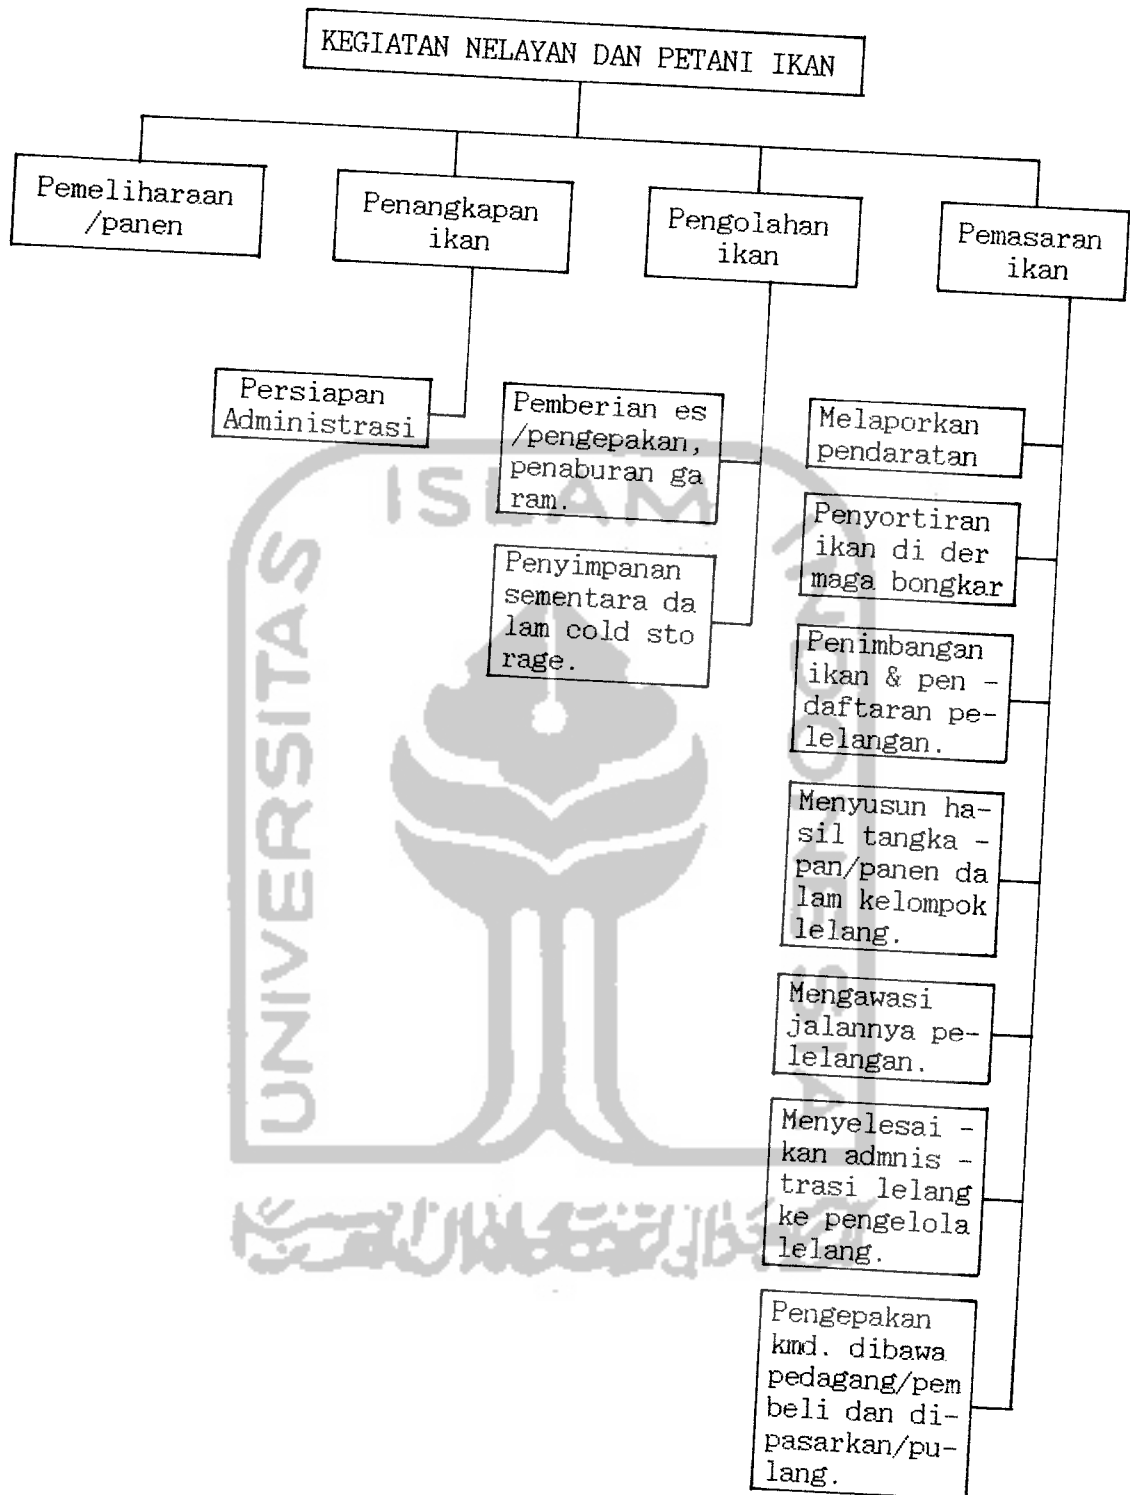 KEGIATAN NELAYAN DAN PETANI IKAN
Pemeliharaan
/panen
Penangkapan
ikan
Pengolahan
ikan
Pemasaran
ikan
Persiapan
Administrasi
Pemberian es
/pengepakan,
penaburan ga
ram.
Penyimpanan
sementara da
lam cold sto
rage.
Melaporkan
pendaratan
Penyortiran
ikan di der
maga bongkar
Penimbangan
ikan & pen -
daftaran pe-
lelangan.
Menyusun ha-
sil tangka -
pan/panen da
lam kelompok
lelang.
Mengawasi
jalannya pe-
lelangan.
Menyelesai -
kan admnis -
trasi lelang
ke pengelola
lelang.
Pengepakan
kmd. dibawa
pedagang/pem
beli dan di-
pasarkan/pu-
lang.
UNIVERSITAS
ISLAM
INDONESIA